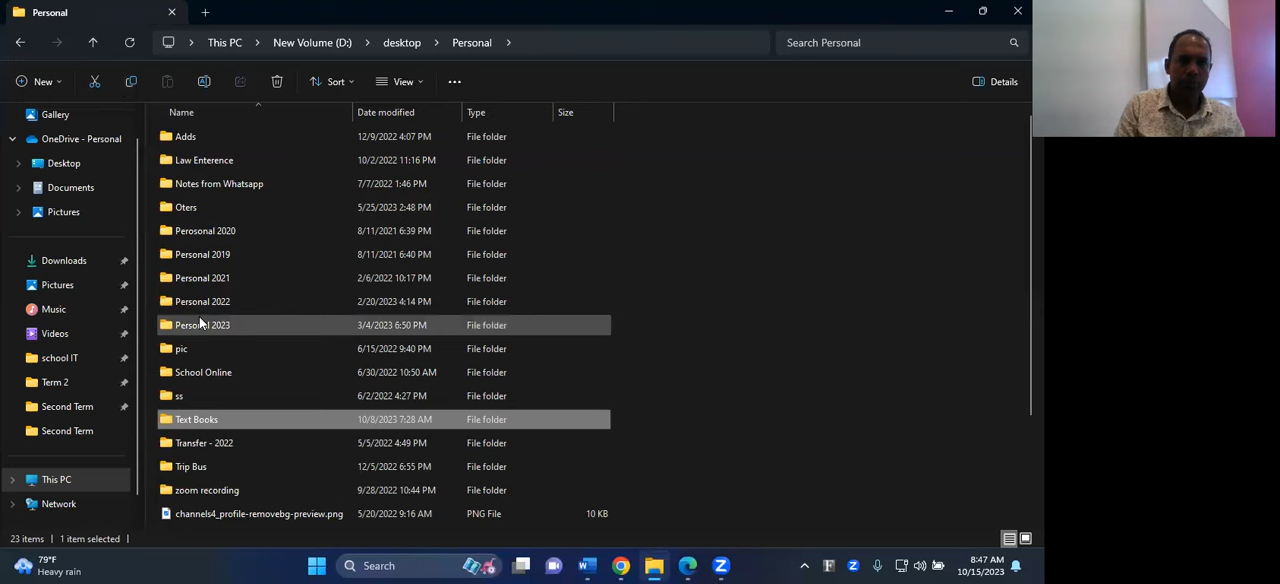 Personal
This PC
New Volume (D:)
desktop
Personal
Search Personal
New
Sort
View
Details
Gallery
OneDrive - Personal
Desktop
Documents
Pictures
Downloads
Pictures
Music
Videos
school IT
Term 2
Second Term
Second Term
This PC
Network
Name Date modified Type Size
Adds 12/9/2022 4:07 PM File folder
Law Enterence 10/2/2022 11:16 PM File folder
Notes from Whatsapp 7/7/2022 1:46 PM File folder
Oters 5/25/2023 2:48 PM File folder
Perosonal 2020 8/11/2021 6:39 PM File folder
Personal 2019 8/11/2021 6:40 PM File folder
Personal 2021 2/6/2022 10:17 PM File folder
Personal 2022 2/20/2023 4:14 PM File folder
Personal 2023 3/4/2023 6:50 PM File folder
pic 6/15/2022 9:40 PM File folder
School Online 6/30/2022 10:50 AM File folder
ss 6/2/2022 4:27 PM File folder
Text Books 10/8/2023 7:28 AM File folder
Transfer - 2022 5/5/2022 4:49 PM File folder
Trip Bus 12/5/2022 6:55 PM File folder
zoom recording 9/28/2022 10:44 PM File folder
channels4_profile-removebg-preview.png 5/20/2022 9:16 AM PNG File 10 KB
23 items 1 item selected
79°F
Heavy rain
Search
8:47 AM
10/15/2023